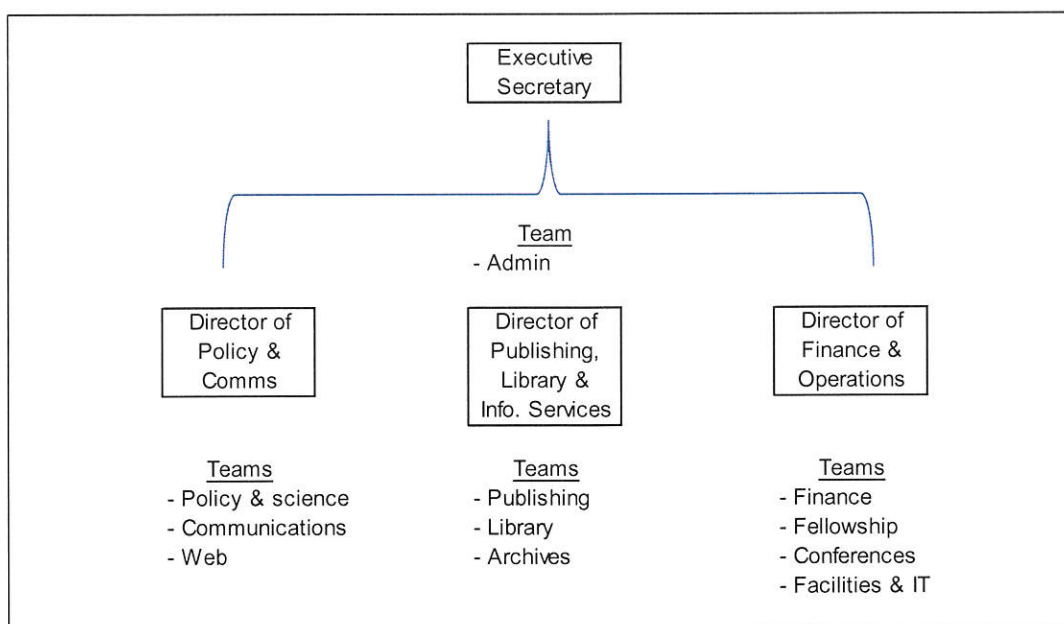 Executive
Secretary
Team
- Admin
Director of
Policy &
Comms
Director of
Publishing,
Library &
Info. Services
Director of
Finance &
Operations
Teams
- Policy & science
- Communications
- Web
Teams
- Publishing
- Library
- Archives
Teams
- Finance
- Fellowship
- Conferences
- Facilities & IT